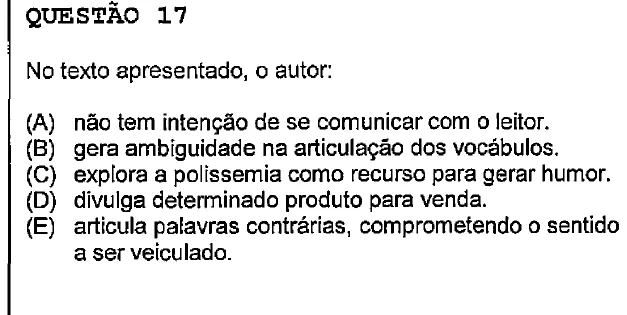 QUESTÃO 17
No texto apresentado, o autor:
(A) não tem intenção de se comunicar com o leitor.
(B) gera ambiguidade na articulação dos vocábulos.
(C) explora a polissemia como recurso para gerar humor.
(D) divulga determinado produto para venda.
(E) articula palavras contrárias, comprometendo o sentido
a ser veiculado.